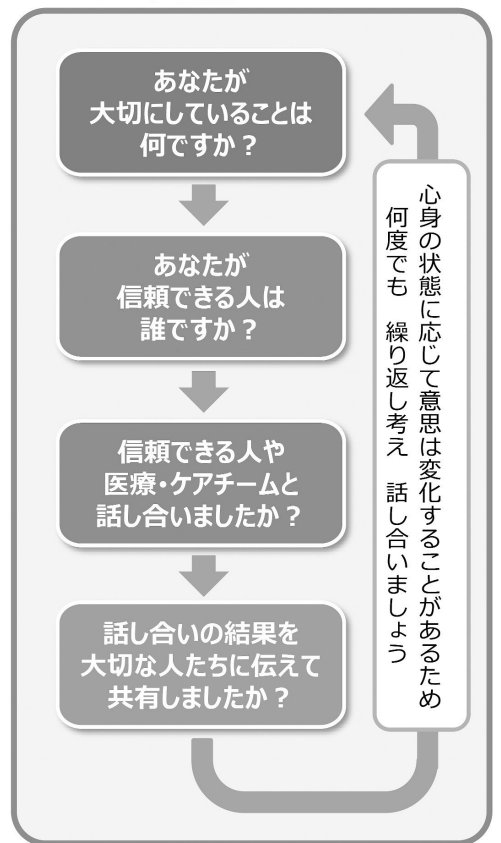 あなたが
大切にしていることは
何ですか？
あなたが
信頼できる人は
誰ですか？
信頼できる人や
医療・ケアチームと
話し合いましたか？
話し合いの結果を
大切な人たちに伝えて
共有しましたか？
心身の状態に応じて意思は変化することがあるため
何度でも　繰り返し考え　話し合いましょう